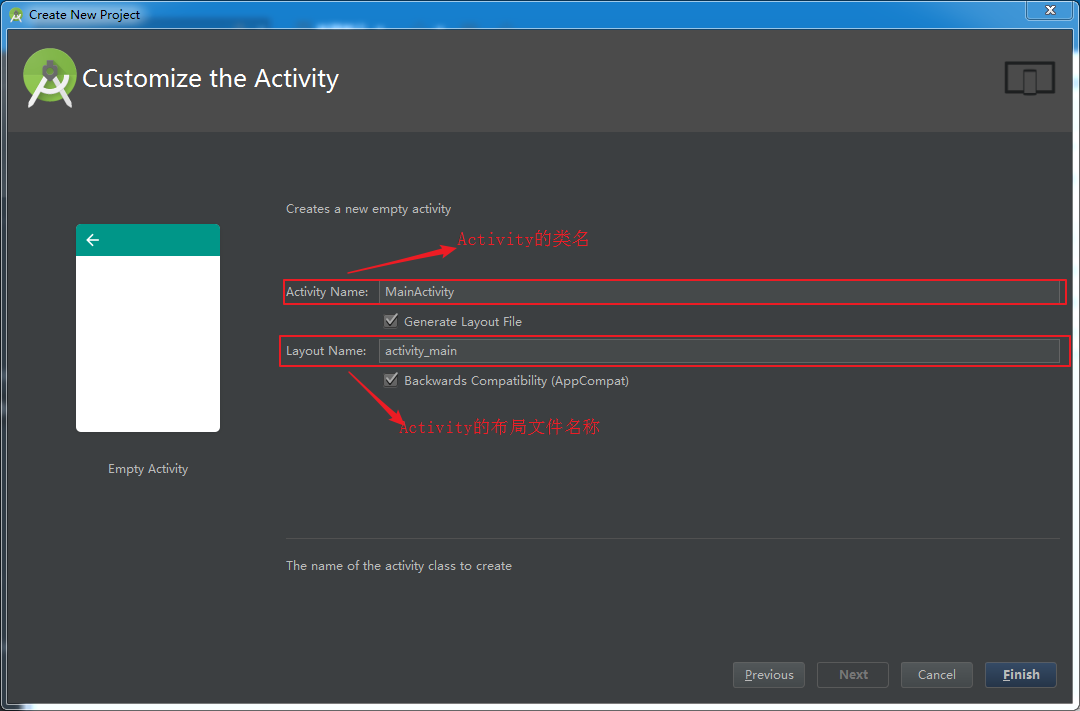 Create New Project
Customize the Activity
Creates a new empty activity
Activity的类名
Activity Name: MainActivity
Generate Layout File
Layout Name: activity_main
Backwards Compatibility (AppCompat)
Activity的布局文件名称
Empty Activity
The name of the activity class to create
Previous Next Cancel Finish